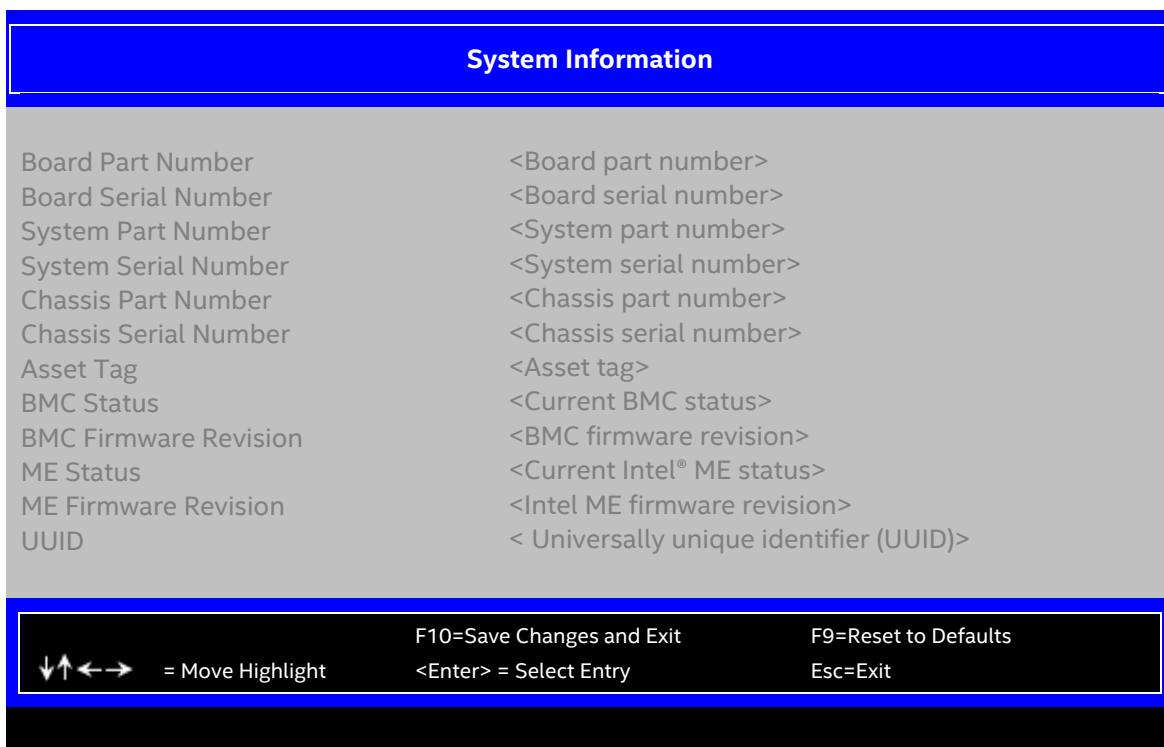 System Information
Board Part Number <Board part number>
Board Serial Number <Board serial number>
System Part Number <System part number>
System Serial Number <System serial number>
Chassis Part Number <Chassis part number>
Chassis Serial Number <Chassis serial number>
Asset Tag <Asset tag>
BMC Status <Current BMC status>
BMC Firmware Revision <BMC firmware revision>
ME Status <Current Intel® ME status>
ME Firmware Revision <Intel ME firmware revision>
UUID < Universally unique identifier (UUID)>
F10=Save Changes and Exit F9=Reset to Defaults
↓↑←→ = Move Highlight <Enter> = Select Entry Esc=Exit